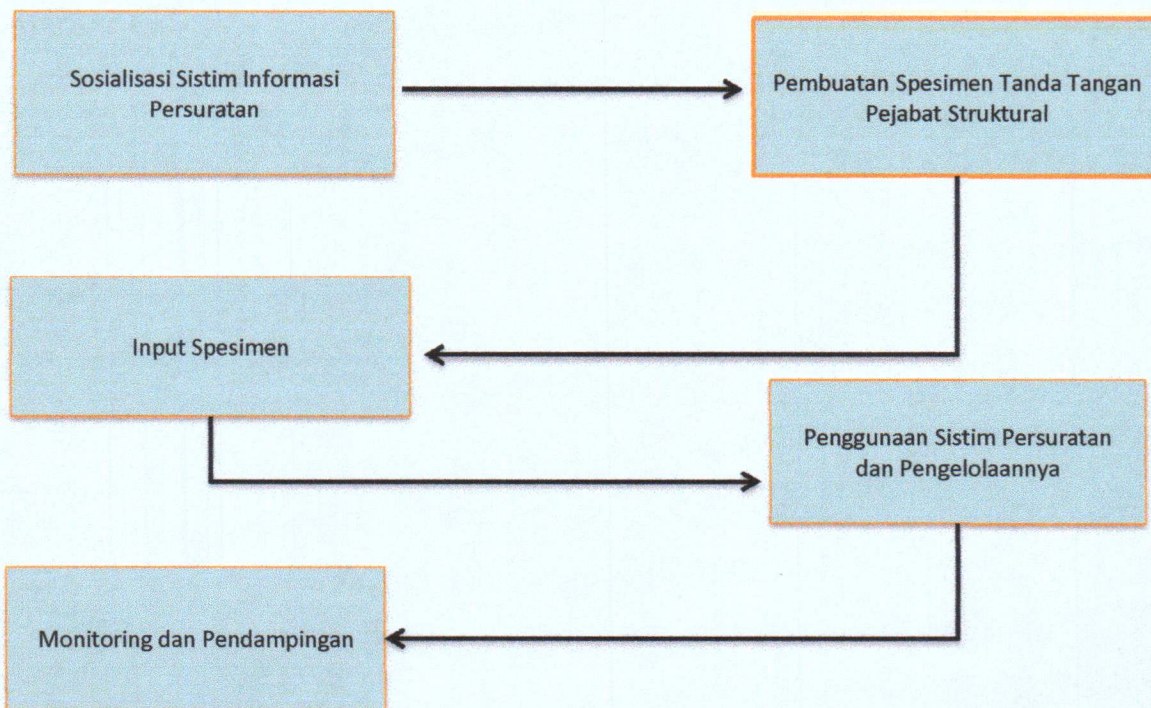 Sosialisasi Sistim Informasi
Persuratan
Pembuatan Spesimen Tanda Tangan
Pejabat Struktural
Input Spesimen
Penggunaan Sistim Persuratan
dan Pengelolaannya
Monitoring dan Pendampingan